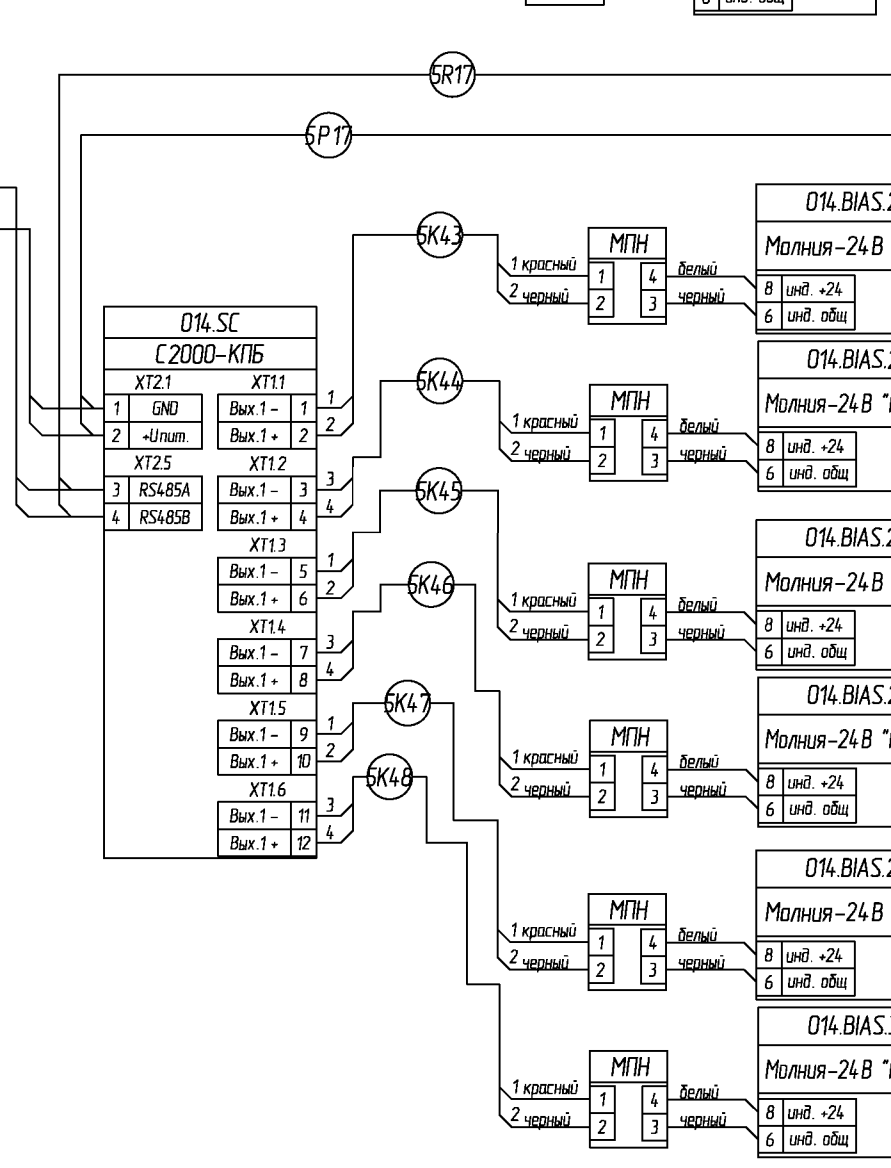 инд. общ
5R17
5P17
014.BIAS.2
5K43
МПН
Молния-24В
1 красный
1 4
белый
8 инд. +24
2 черный
2 3
черный
6 инд. общ
014.SC
С2000-КПБ
XT2.1 XT1.1
1 GND Вых.1- 1 1
2 +Uпит. Вых.1+ 2 2
XT2.5 XT1.2
3 RS485A Вых.1- 3 3
4 RS485B Вых.1+ 4 4
XT1.3
Вых.1- 5 1
Вых.1+ 6 2
XT1.4
Вых.1- 7 3
Вых.1+ 8 4
XT1.5
Вых.1- 9 1
Вых.1+ 10 2
XT1.6
Вых.1- 11 3
Вых.1+ 12 4
014.BIAS.2
5K44
МПН
Молния-24В "
1 красный
1 4
белый
8 инд. +24
2 черный
2 3
черный
6 инд. общ
5K45
014.BIAS.2
МПН
Молния-24В
1 красный
1 4
белый
8 инд. +24
2 черный
2 3
черный
6 инд. общ
5K46
014.BIAS.2
МПН
Молния-24В "
1 красный
1 4
белый
8 инд. +24
2 черный
2 3
черный
6 инд. общ
5K47
014.BIAS.2
МПН
Молния-24В
1 красный
1 4
белый
8 инд. +24
2 черный
2 3
черный
6 инд. общ
5K48
014.BIAS.
МПН
Молния-24В "
1 красный
1 4
белый
8 инд. +24
2 черный
2 3
черный
6 инд. общ